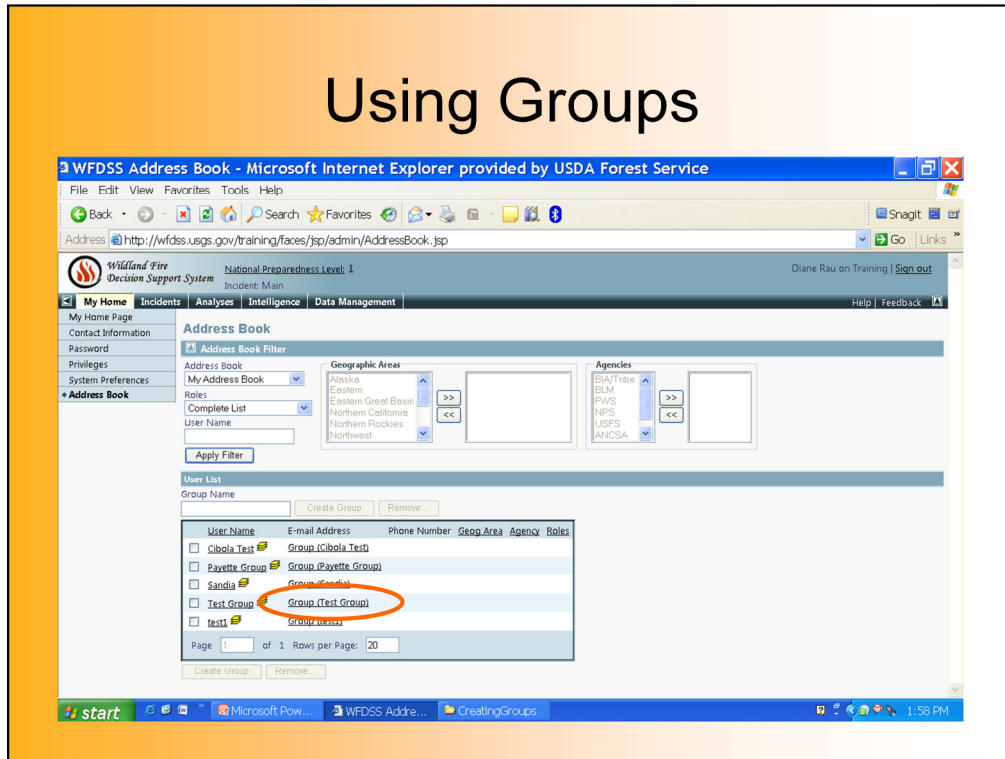 Using Groups
WFDSS Address Book - Microsoft Internet Explorer provided by USDA Forest Service
File Edit View Favorites Tools Help
Back Search Favorites Snagit
Address http://wfdss.usgs.gov/training/faces/jsp/admin/AddressBook.jsp Go Links »
Wildland Fire
Decision Support System
National Preparedness Level: 1
Incident: Main
Diane Rau on Training | Sign out
My Home Incidents Analyses Intelligence Data Management Help | Feedback
My Home Page
Contact Information
Password
Privileges
System Preferences
Address Book
Address Book
Address Book Filter
Address Book
My Address Book
Roles
Complete List
User Name
Apply Filter
Geographic Areas
Alaska
Eastern
Eastern Great Basin
Northern California
Northern Rockies
Northwest
>>
<<
Agencies
BIA/Tribe
BLM
FWS
NPS
USFS
ANCSA
>>
<<
User List
Group Name
Create Group Remove...
User Name E-mail Address Phone Number Geog Area Agency Roles
Cibola Test Group (Cibola Test)
Payette Group Group (Payette Group)
Sandia Group (Sandia)
Test Group Group (Test Group)
test1 Group (test1)
Page 1 of 1 Rows per Page: 20
Create Group Remove...
start » Microsoft Pow... WFDSS Addre... CreatingGroups 1:58 PM